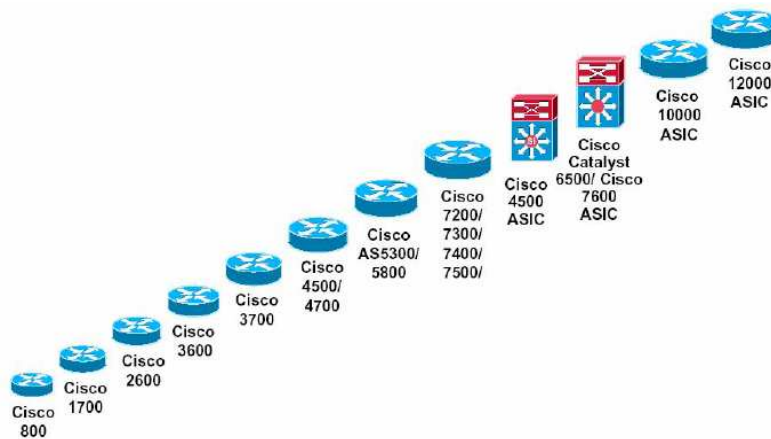 Cisco
800
Cisco
1700
Cisco
2600
Cisco
3600
Cisco
3700
Cisco
4500/
4700
Cisco
AS5300/
5800
Cisco
7200/
7300/
7400/
7500/
Cisco
4500
ASIC
Si
Cisco
Catalyst
6500/ Cisco
7600
ASIC
Cisco
10000
ASIC
Cisco
12000
ASIC